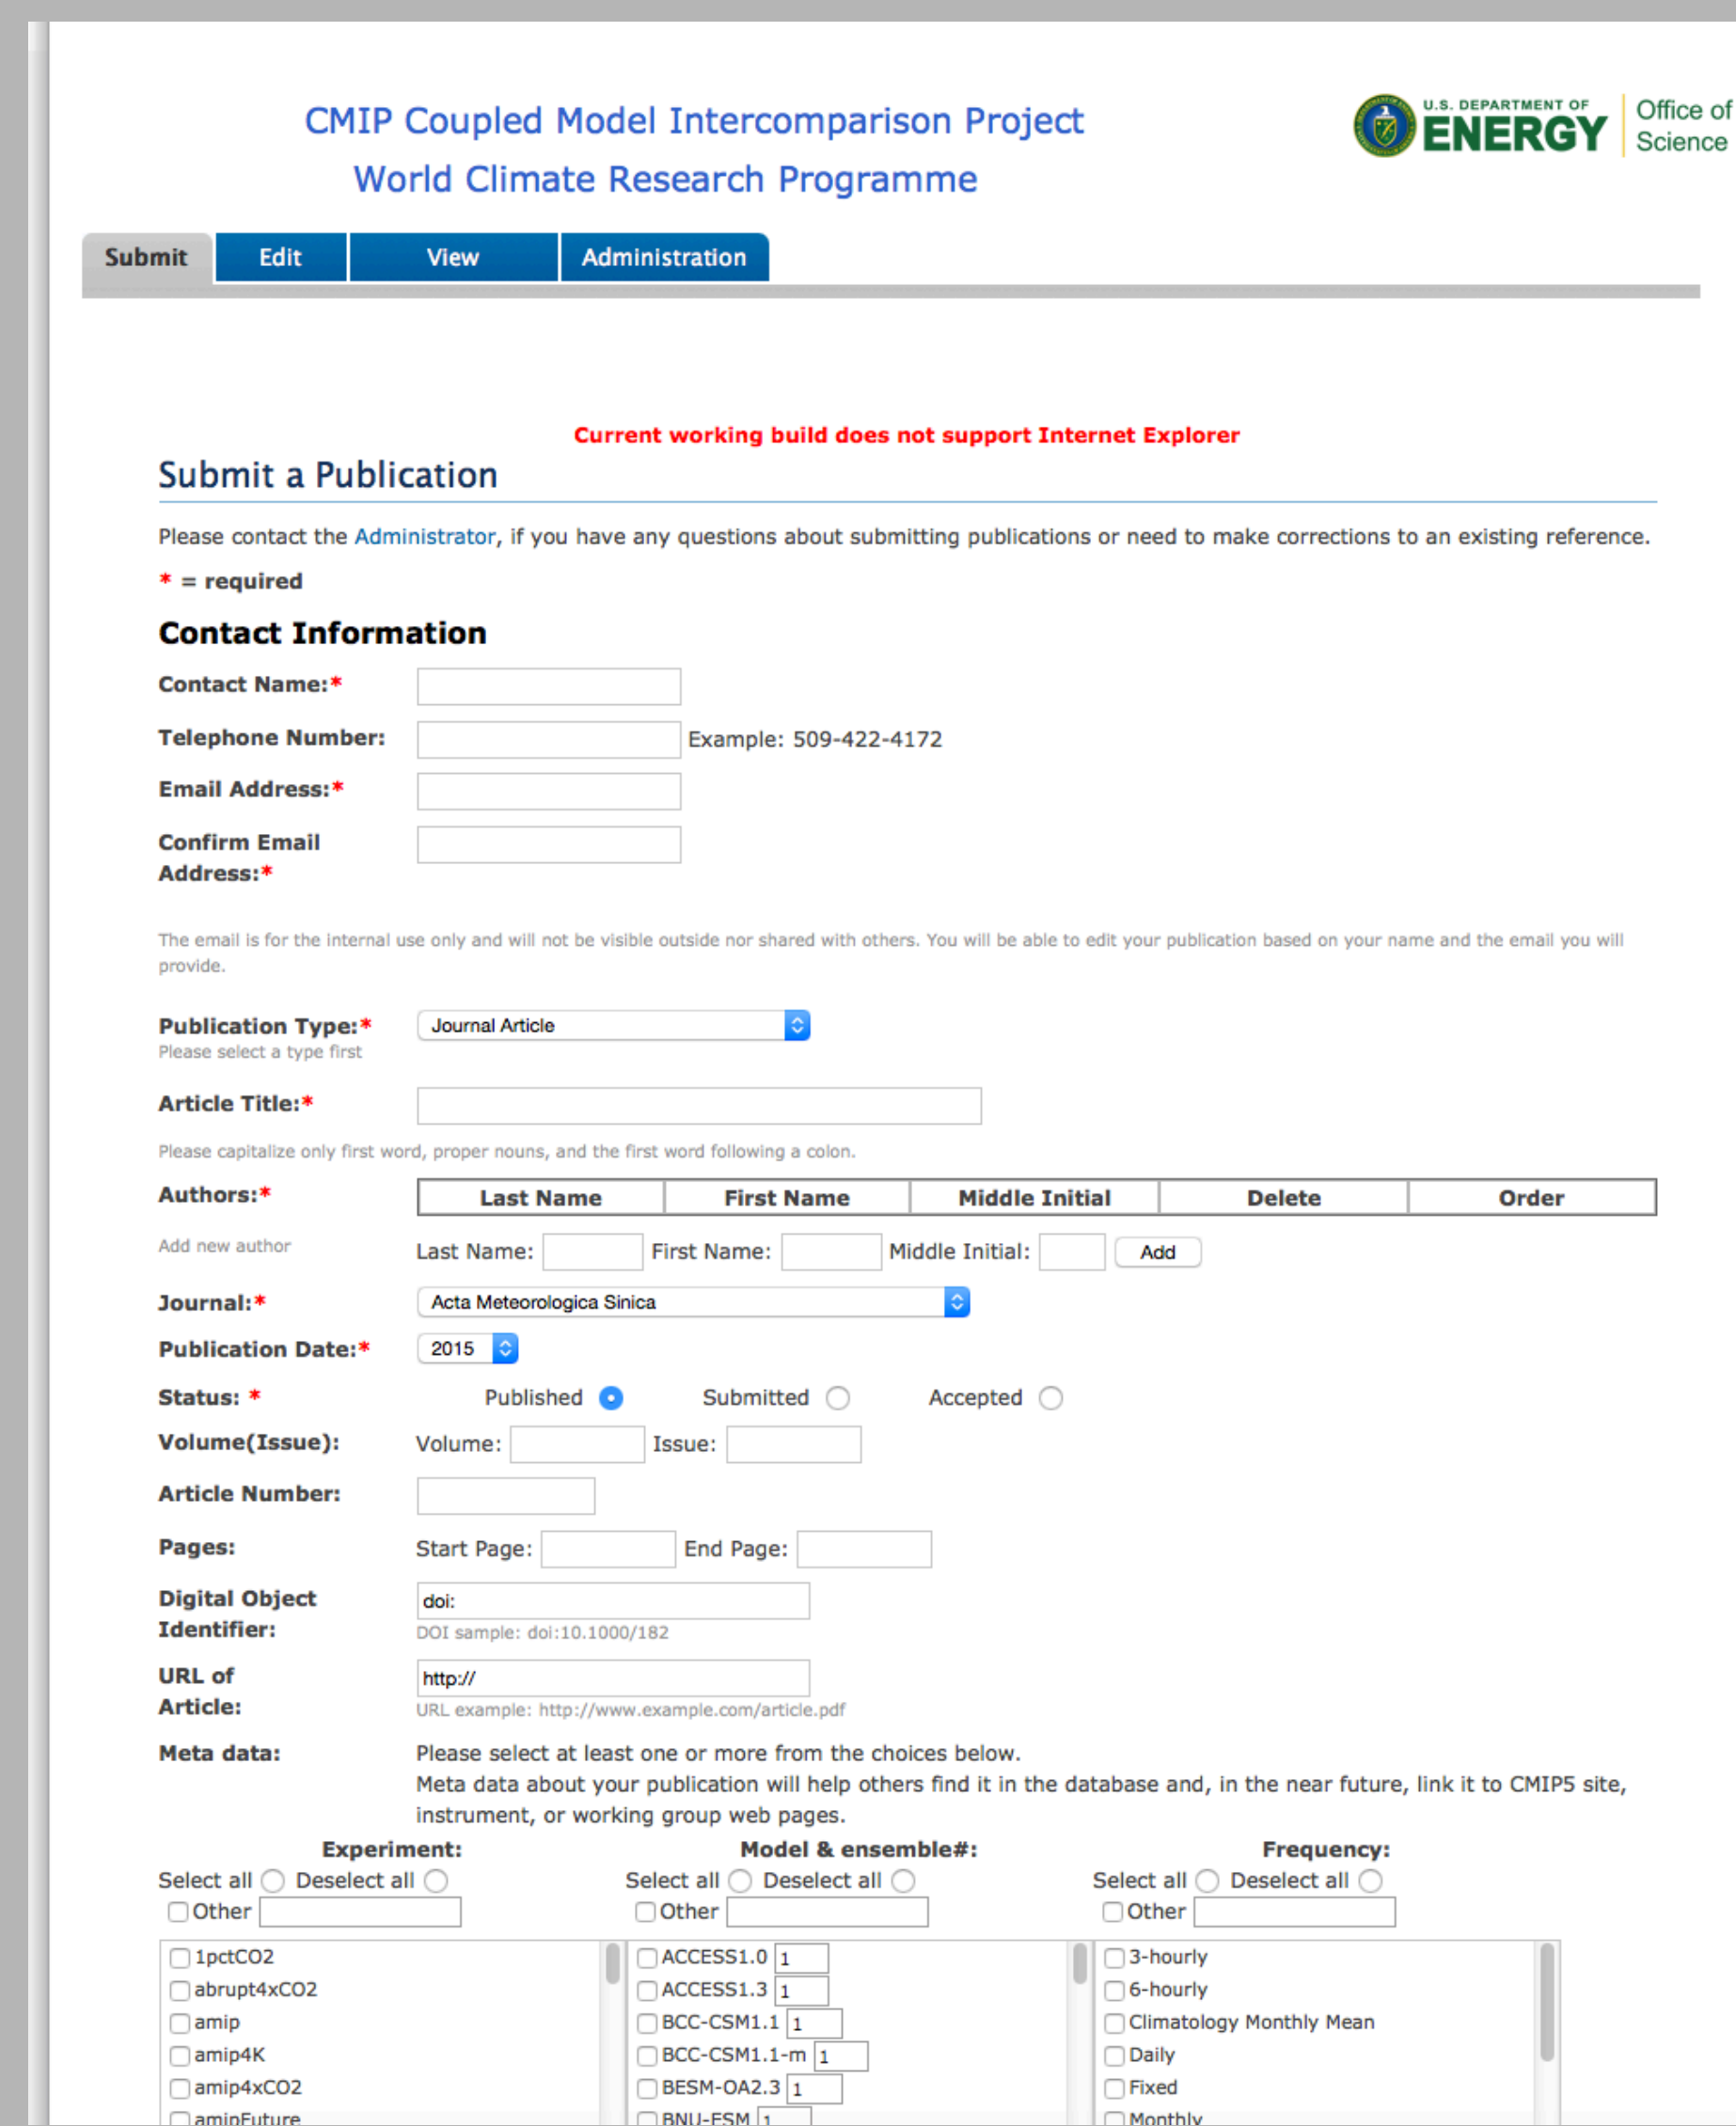 CMIP Coupled Model Intercomparison Project
World Climate Research Programme
U.S. DEPARTMENT OF
ENERGY
Office of
Science
Submit Edit View Administration
Current working build does not support Internet Explorer
Submit a Publication
Please contact the Administrator, if you have any questions about submitting publications or need to make corrections to an existing reference.
* = required
Contact Information
Contact Name:*
Telephone Number: Example: 509-422-4172
Email Address:*
Confirm Email
Address:*
The email is for the internal use only and will not be visible outside nor shared with others. You will be able to edit your publication based on your name and the email you will
provide.
Publication Type:* Journal Article
Please select a type first
Article Title:*
Please capitalize only first word, proper nouns, and the first word following a colon.
Authors:* Last Name First Name Middle Initial Delete Order
Add new author Last Name: First Name: Middle Initial: Add
Journal:* Acta Meteorologica Sinica
Publication Date:* 2015
Status: * Published Submitted Accepted
Volume(Issue): Volume: Issue:
Article Number:
Pages: Start Page: End Page:
Digital Object
Identifier:
doi:
DOI sample: doi:10.1000/182
URL of
Article:
http://
URL example: http://www.example.com/article.pdf
Meta data: Please select at least one or more from the choices below.
Meta data about your publication will help others find it in the database and, in the near future, link it to CMIP5 site,
instrument, or working group web pages.
Experiment: Model & ensemble#: Frequency:
Select all Deselect all Select all Deselect all Select all Deselect all
Other Other Other
1pctCO2 ACCESS1.0 1 3-hourly
abrupt4xCO2 ACCESS1.3 1 6-hourly
amip BCC-CSM1.1 1 Climatology Monthly Mean
amip4K BCC-CSM1.1-m 1 Daily
amip4xCO2 BESM-OA2.3 1 Fixed
amipFuture BNU-ESM 1 Monthly